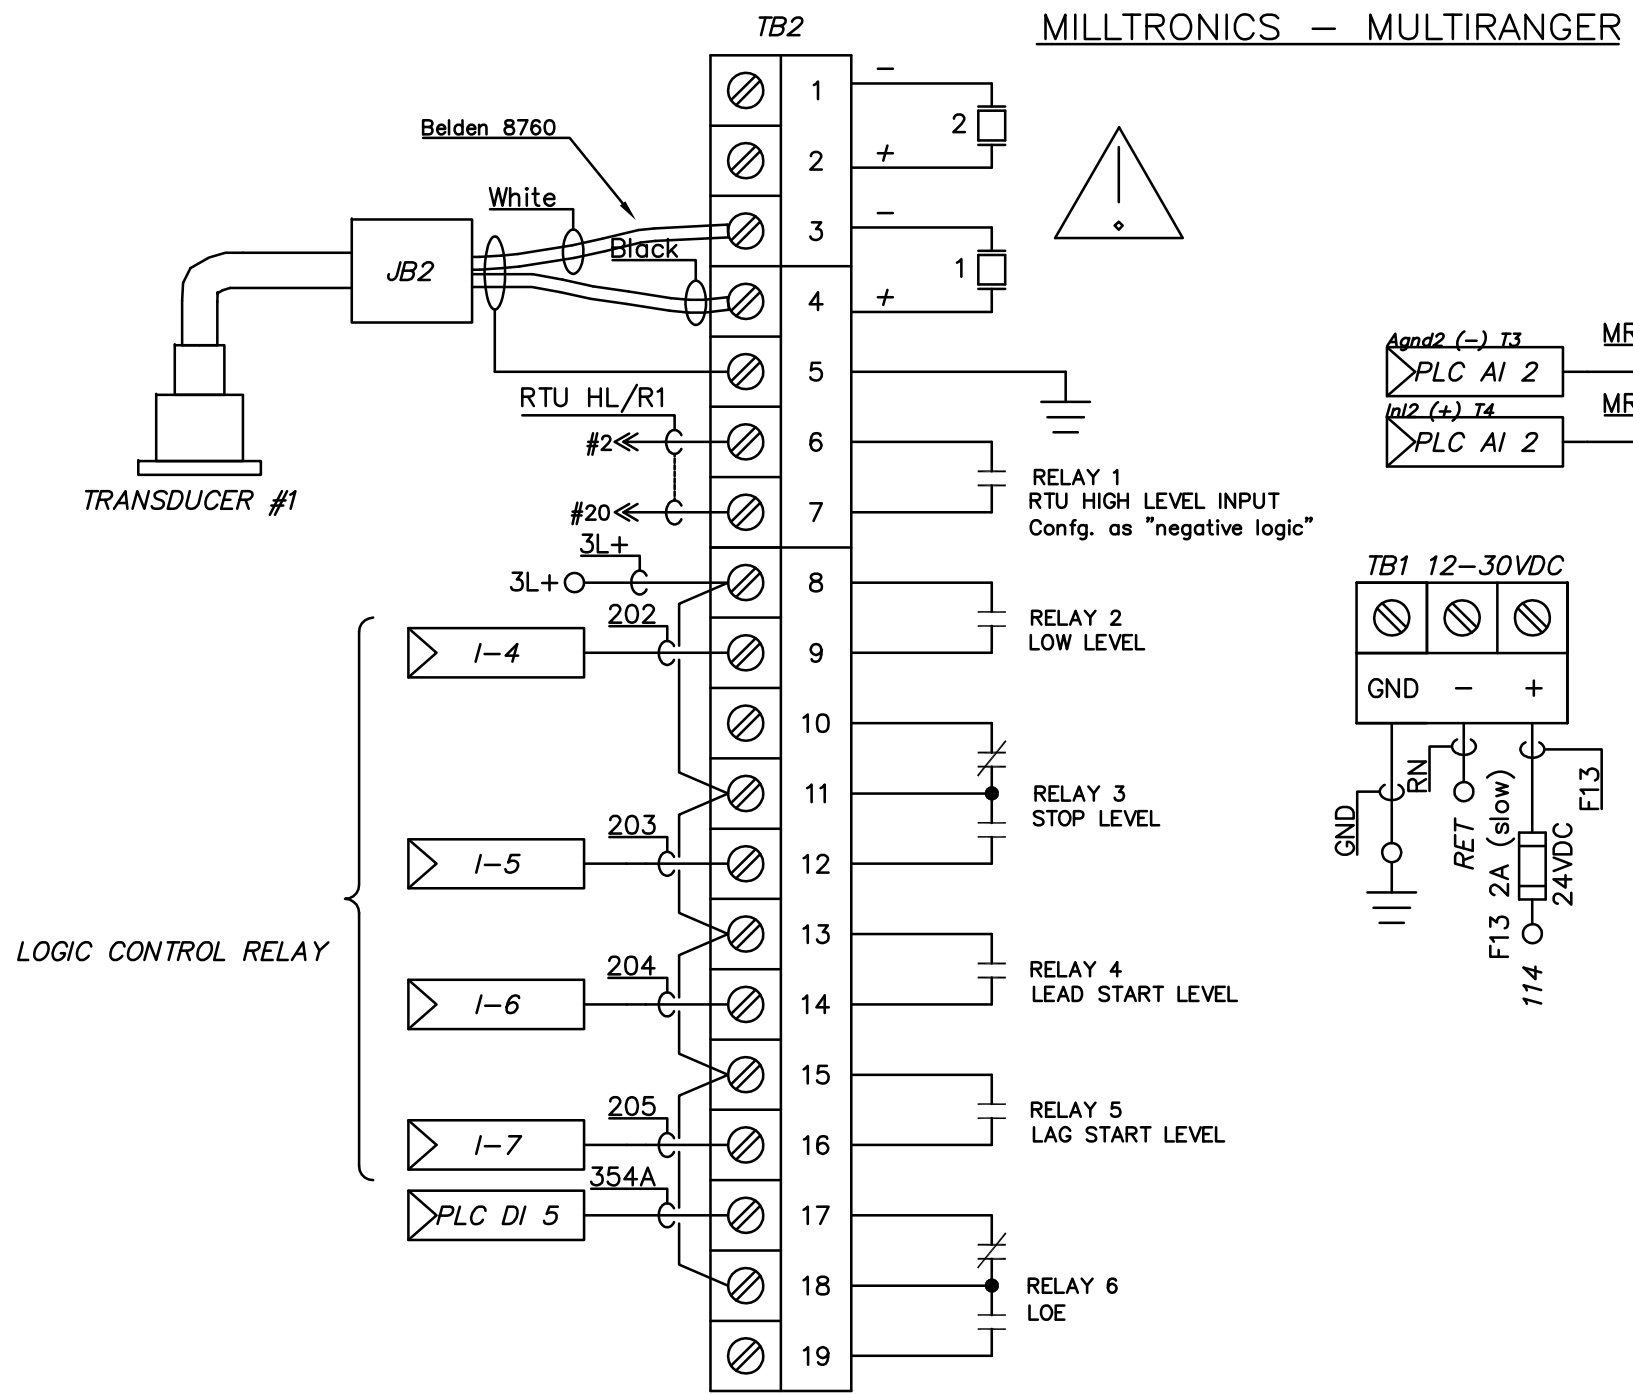 TB2
MILLTRONICS - MULTIRANGER
1
-
2
+
2
3
-
1
4
+
5
6
7
8
9
10
11
12
13
14
15
16
17
18
19
Belden 8760
White
Black
JB2
TRANSDUCER #1
RTU HL/R1
#2
#20
3L+
3L+
202
I-4
203
I-5
204
I-6
205
I-7
354A
PLC DI 5
LOGIC CONTROL RELAY
RELAY 1
RTU HIGH LEVEL INPUT
Confg. as "negative logic"
RELAY 2
LOW LEVEL
RELAY 3
STOP LEVEL
RELAY 4
LEAD START LEVEL
RELAY 5
LAG START LEVEL
RELAY 6
LOE
Agnd2 (-) T3
PLC AI 2
MR
InI2 (+) T4
PLC AI 2
MR
TB1 12-30VDC
GND - +
GND
RN
RET
F13 2A (slow)
24VDC
F13
114